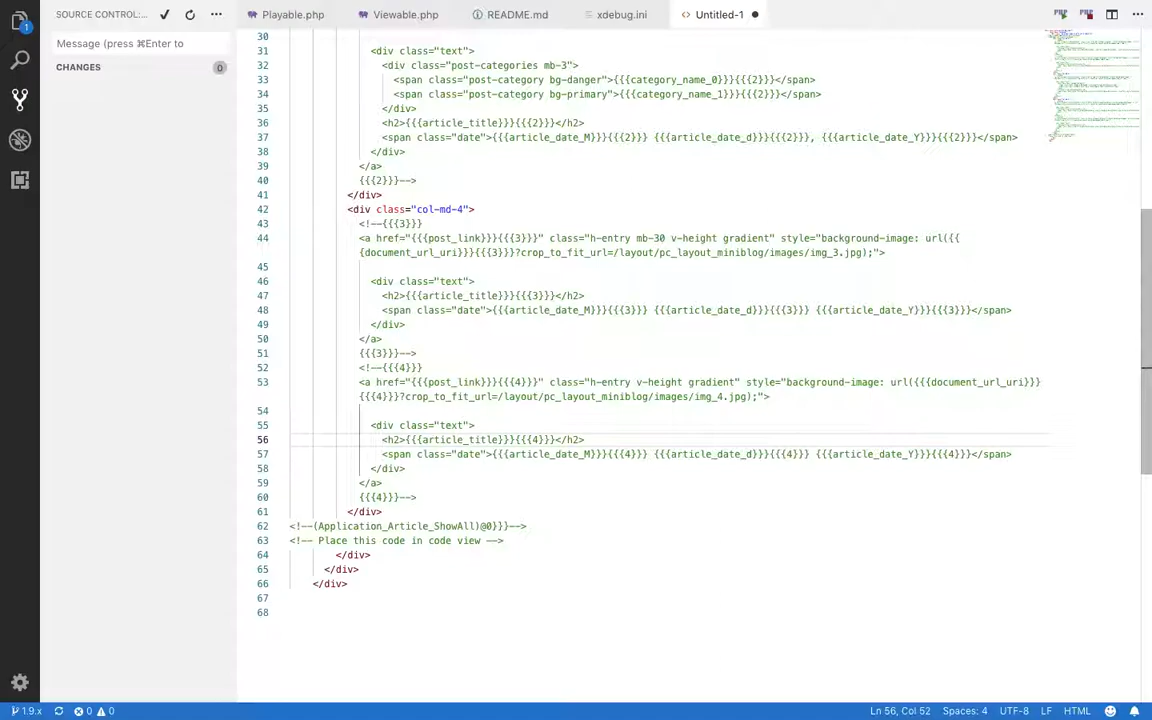 SOURCE CONTROL:...
Playable.php
Viewable.php
README.md
xdebug.ini
Untitled-1
PHP
PHP
1
Message (press ⌘Enter to
CHANGES
0
30
31 <div class="text">
32 <div class="post-categories mb-3">
33 <span class="post-category bg-danger">{{{category_name_0}}}{{{2}}}</span>
34 <span class="post-category bg-primary">{{{category_name_1}}}{{{2}}}</span>
35 </div>
36 <h2>{{{article_title}}}{{{2}}}</h2>
37 <span class="date">{{{article_date_M}}}{{{2}}} {{{article_date_d}}}{{{2}}}, {{{article_date_Y}}}{{{2}}}</span>
38 </div>
39 </a>
40 {{{2}}}-->
41 </div>
42 <div class="col-md-4">
43 <!--{{{3}}}
44 <a href="{{{post_link}}}{{{3}}}" class="h-entry mb-30 v-height gradient" style="background-image: url({{{
{document_url_uri}}}{{{3}}}?crop_to_fit_url=/layout/pc_layout_miniblog/images/img_3.jpg);">
45
46 <div class="text">
47 <h2>{{{article_title}}}{{{3}}}</h2>
48 <span class="date">{{{article_date_M}}}{{{3}}} {{{article_date_d}}}{{{3}}} {{{article_date_Y}}}{{{3}}}</span>
49 </div>
50 </a>
51 {{{3}}}-->
52 <!--{{{4}}}
53 <a href="{{{post_link}}}{{{4}}}" class="h-entry v-height gradient" style="background-image: url({{{document_url_uri}}}
{{{4}}}?crop_to_fit_url=/layout/pc_layout_miniblog/images/img_4.jpg);">
54
55 <div class="text">
56 <h2>{{{article_title}}}{{{4}}}</h2>
57 <span class="date">{{{article_date_M}}}{{{4}}} {{{article_date_d}}}{{{4}}} {{{article_date_Y}}}{{{4}}}</span>
58 </div>
59 </a>
60 {{{4}}}-->
61 </div>
62 <!--(Application_Article_ShowAll)@0}}}-->
63 <!-- Place this code in code view -->
64 </div>
65 </div>
66 </div>
67
68
1.9.x 0 0 Ln 56, Col 52 Spaces: 4 UTF-8 LF HTML